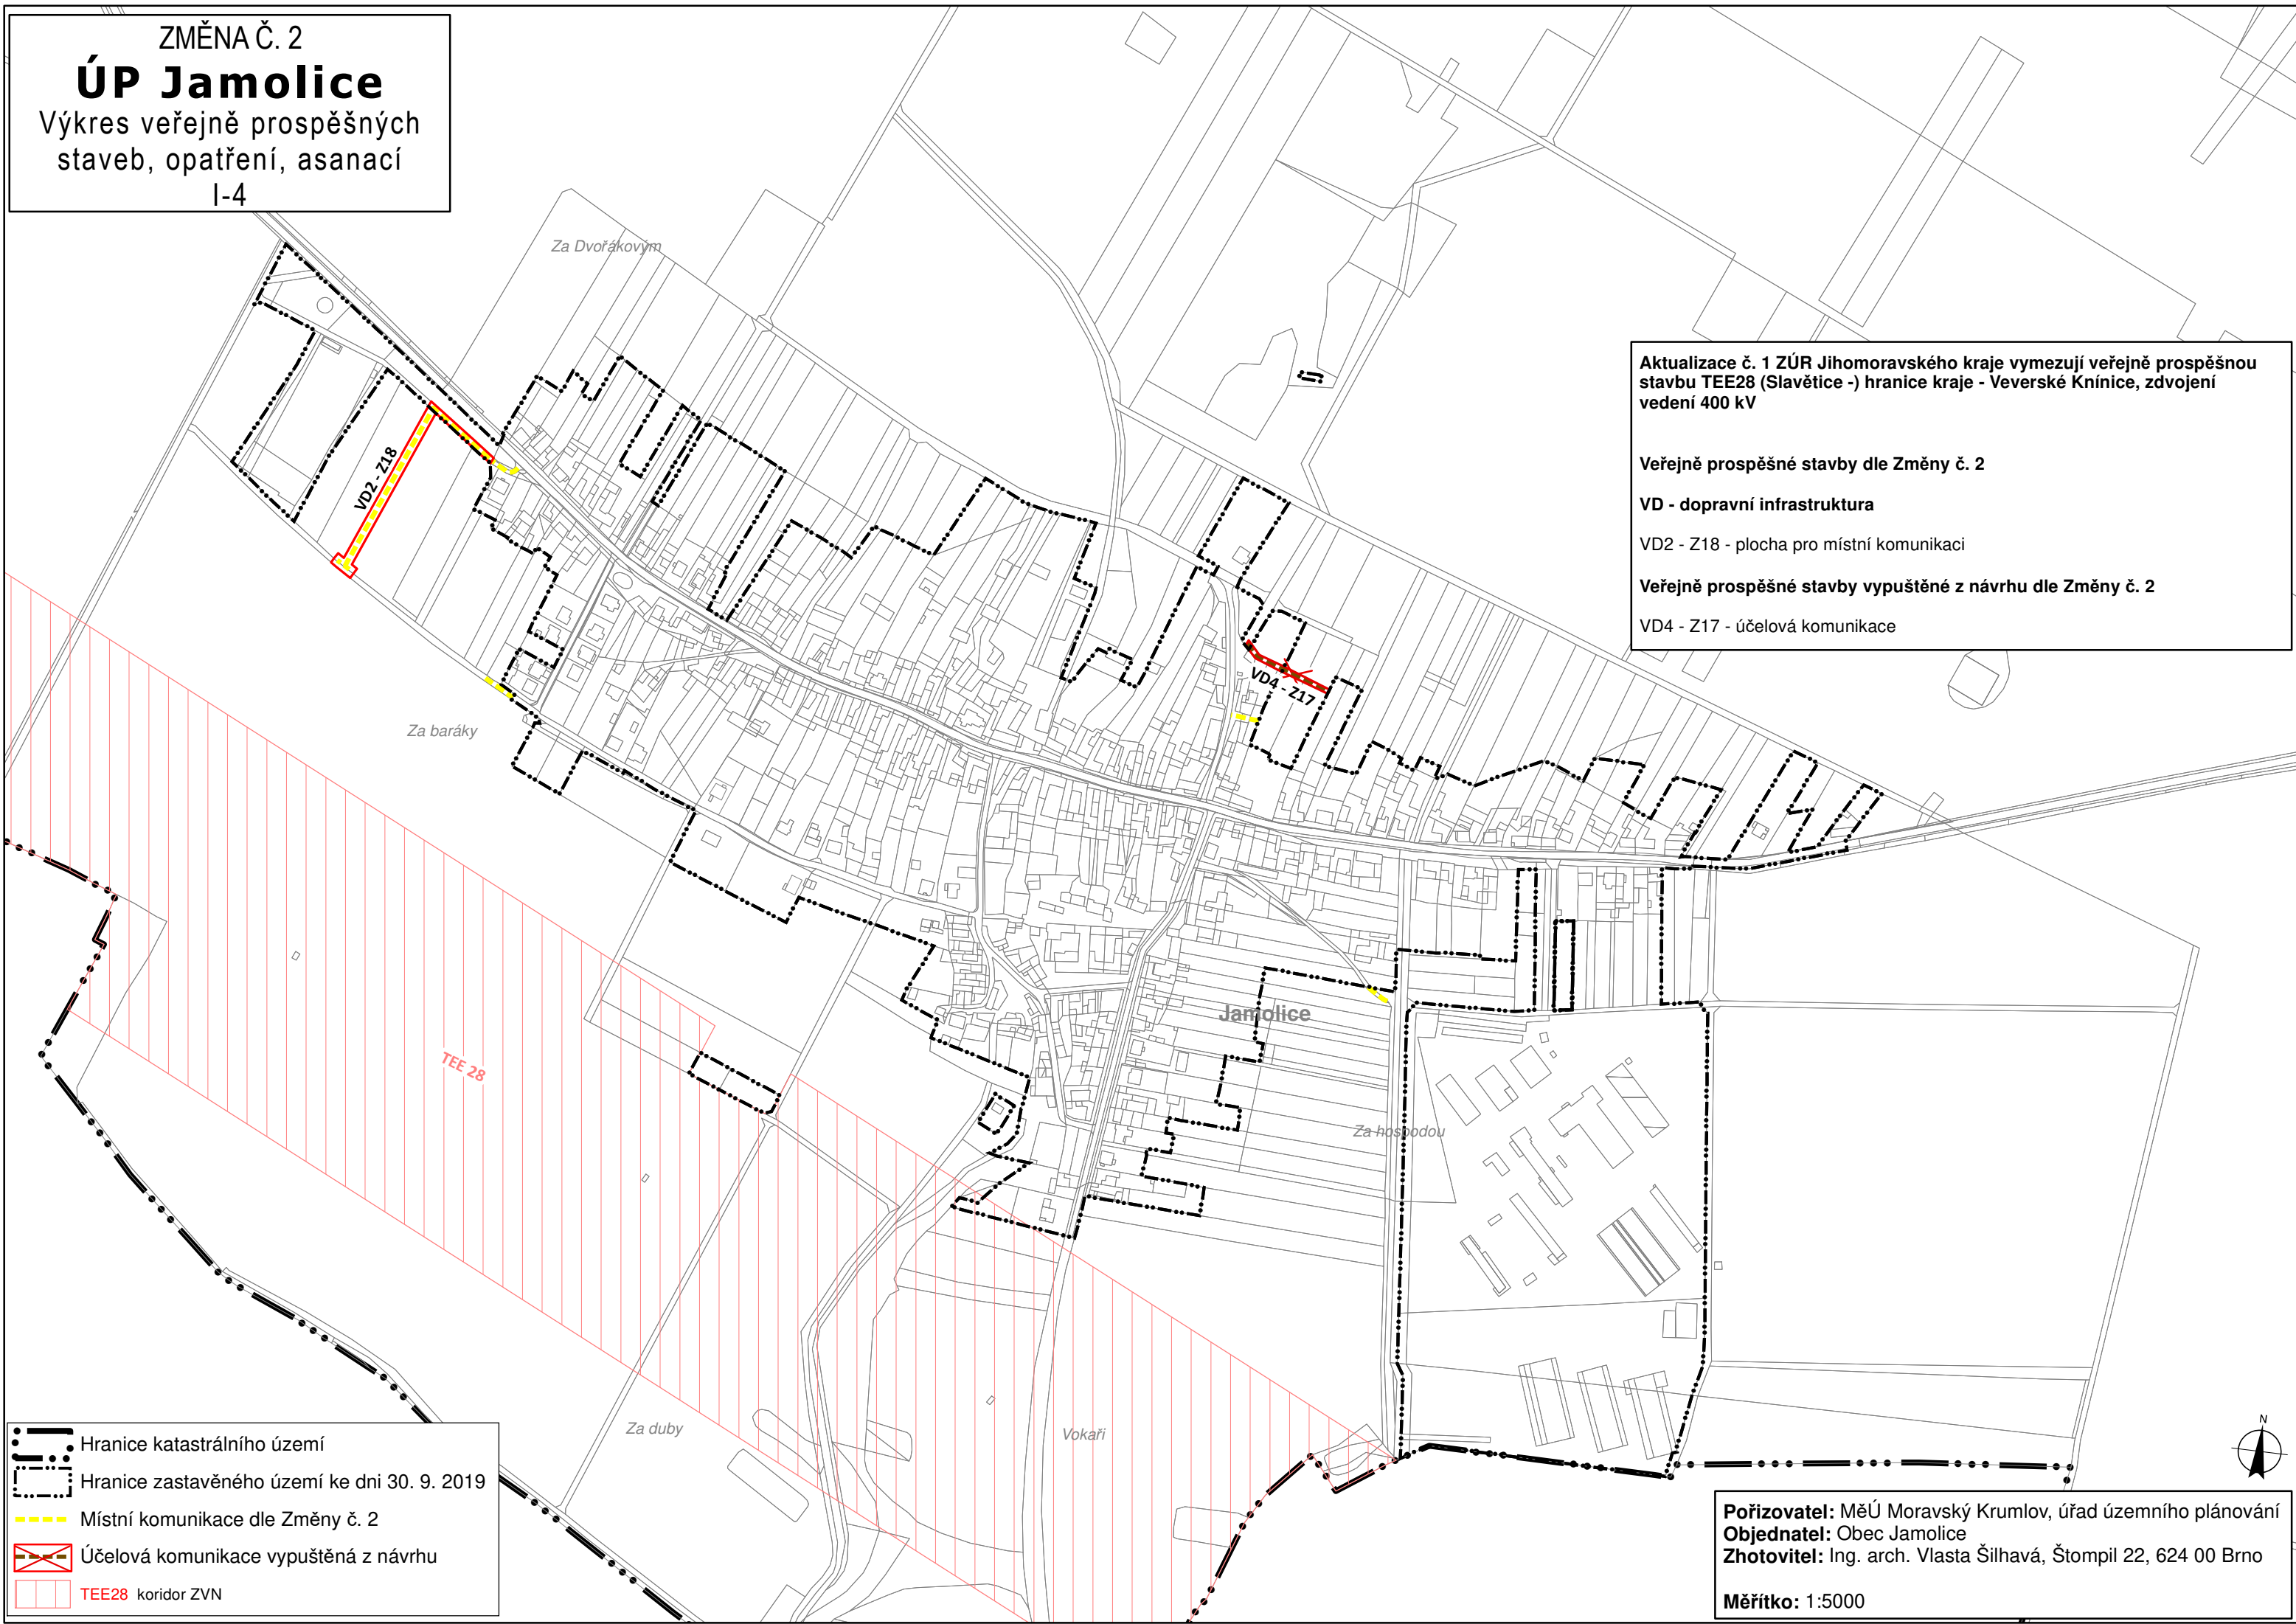 ZMĚNA Č. 2
ÚP Jamolice
Výkres veřejně prospěšných
staveb, opatření, asanací
I-4
Za Dvořákovým
Aktualizace č. 1 ZÚR Jihomoravského kraje vymezují veřejně prospěšnou
stavbu TEE28 (Slavětice -) hranice kraje - Veverské Knínice, zdvojení
vedení 400 kV
Veřejně prospěšné stavby dle Změny č. 2
VD - dopravní infrastruktura
VD2 - Z18 - plocha pro místní komunikaci
Veřejně prospěšné stavby vypuštěné z návrhu dle Změny č. 2
VD4 - Z17 - účelová komunikace
VD2 - Z18
VD4 - Z17
Za baráky
Jamolice
TEE 28
Za hospodou
Za duby
Vokaři
Hranice katastrálního území
Hranice zastavěného území ke dni 30. 9. 2019
Místní komunikace dle Změny č. 2
Účelová komunikace vypuštěná z návrhu
TEE28 koridor ZVN
N
Pořizovatel: MěÚ Moravský Krumlov, úřad územního plánování
Objednatel: Obec Jamolice
Zhotovitel: Ing. arch. Vlasta Šilhavá, Štompil 22, 624 00 Brno
Měřítko: 1:5000